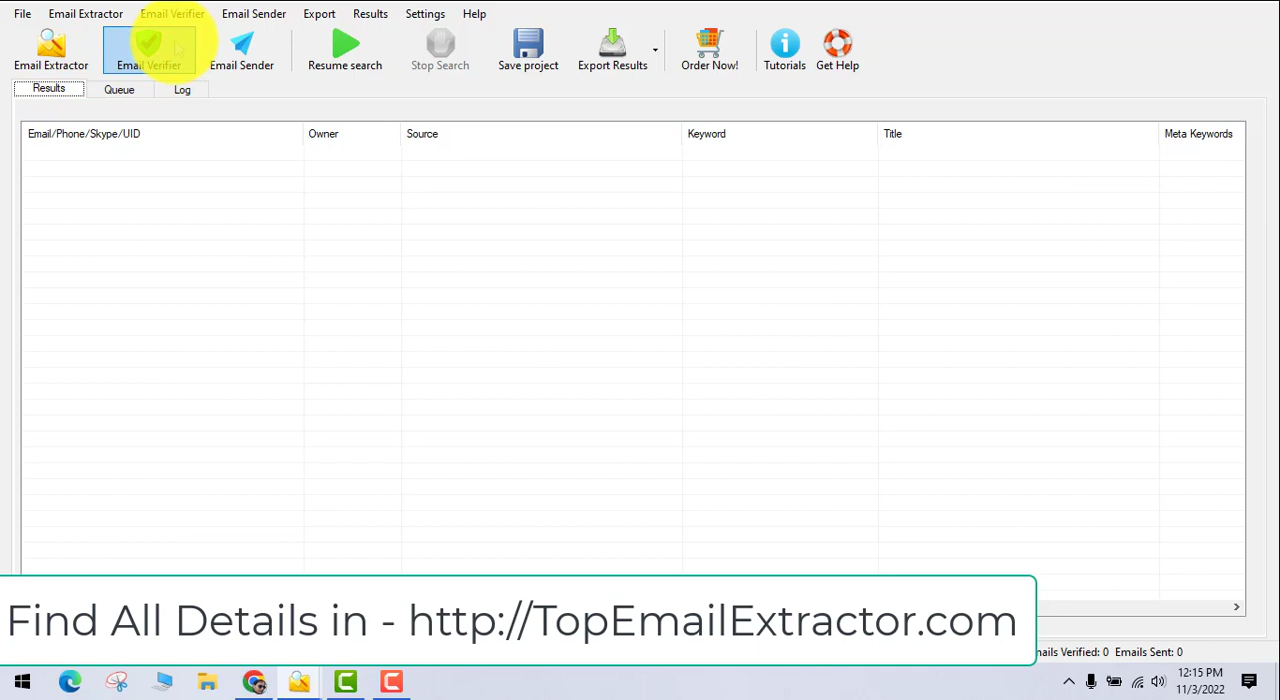 File Email Extractor Email Verifier Email Sender Export Results Settings Help
Email Extractor Email Verifier Email Sender Resume search Stop Search Save project Export Results Order Now! Tutorials Get Help
Results Queue Log
Email/Phone/Skype/UID Owner Source Keyword Title Meta Keywords
Find All Details in - http://TopEmailExtractor.com
Verified: 0 Emails Sent: 0
12:15 PM
11/3/2022